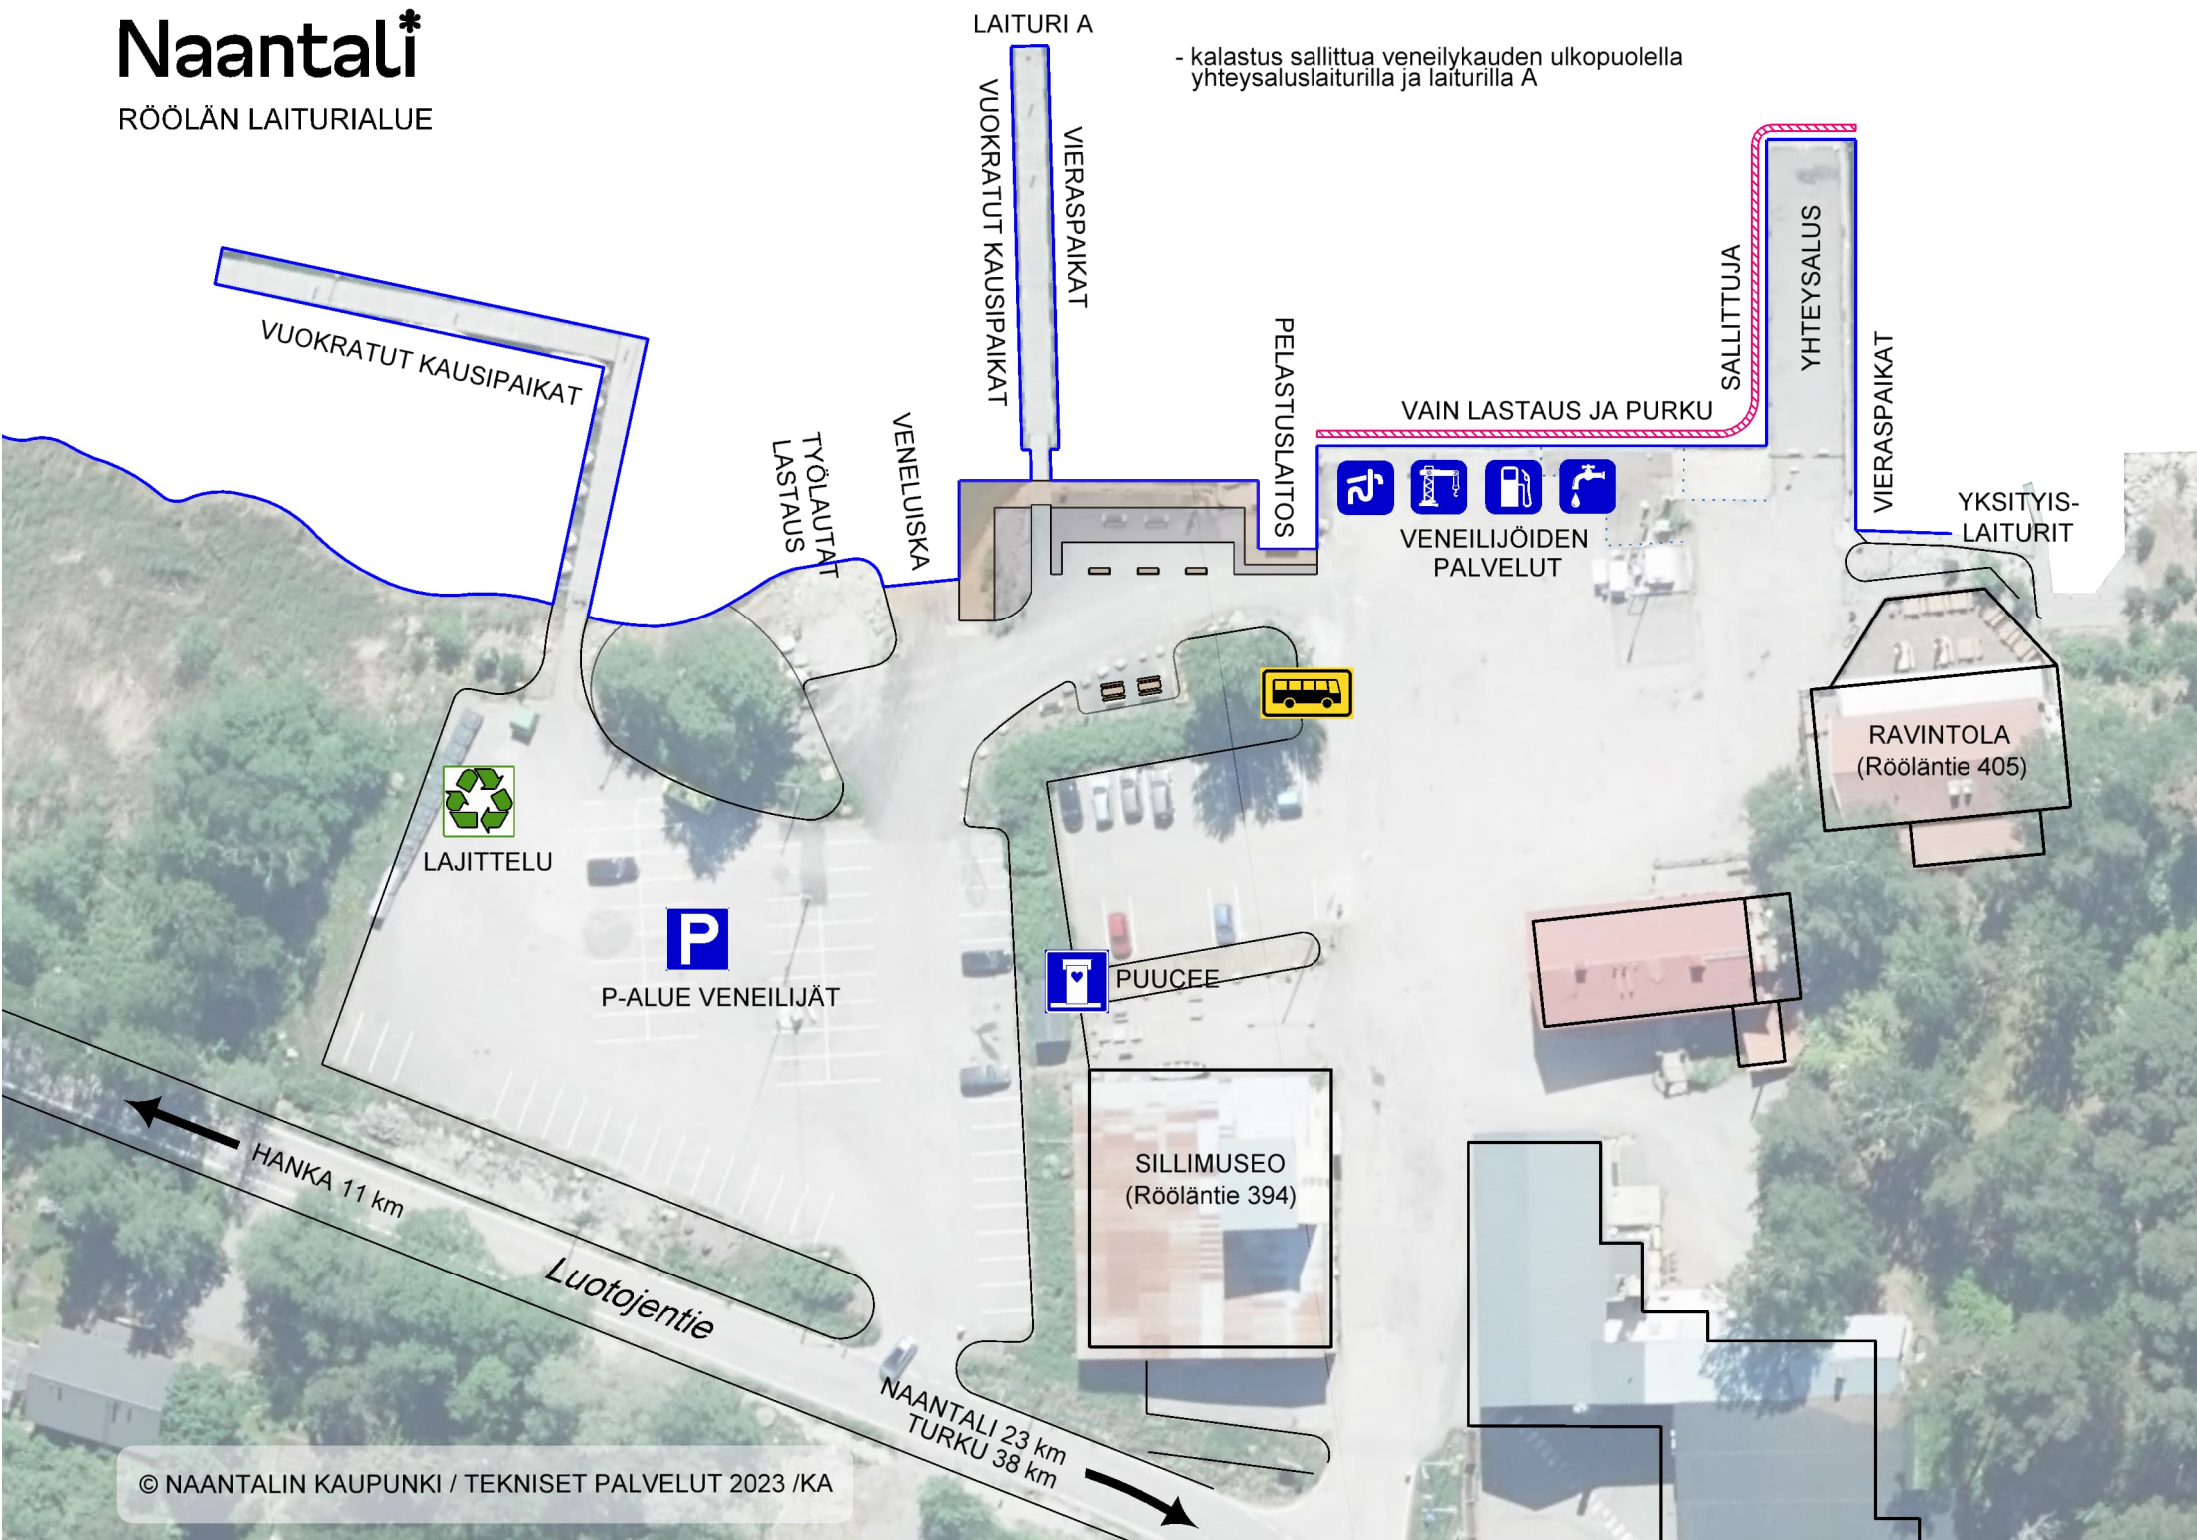 Naantali*
RÖÖLÄN LAITURIALUE
LAITURI A
- kalastus sallittua veneilykauden ulkopuolella
yhteysaluslaiturilla ja laiturilla A
VUOKRATUT KAUSIPAIKAT
VUOKRATUT KAUSIPAIKAT
VIERASPAIKAT
TYÖLAUTAT
LASTAUS
VENELUISKA
PELASTUSLAITOS
VAIN LASTAUS JA PURKU
SALLITTUJA
YHTEYSALUS
VIERASPAIKAT
YKSITYIS-
LAITURIT
VENEILIJÖIDEN
PALVELUT
RAVINTOLA
(Rööläntie 405)
LAJITTELU
P
P-ALUE VENEILIJÄT
PUUCEE
SILLIMUSEO
(Rööläntie 394)
HANKA 11 km
Luotojentie
NAANTALI 23 km
TURKU 38 km
© NAANTALIN KAUPUNKI / TEKNISET PALVELUT 2023 /KA